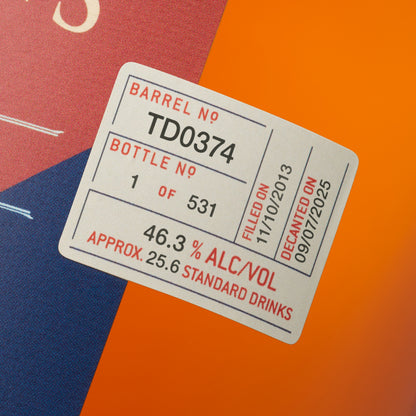 BARREL Nº
TD0374
BOTTLE Nº
1 OF 531
FILLED ON
11/10/2013
DECANTED ON
09/07/2025
46.3 % ALC/VOL
APPROX. 25.6 STANDARD DRINKS